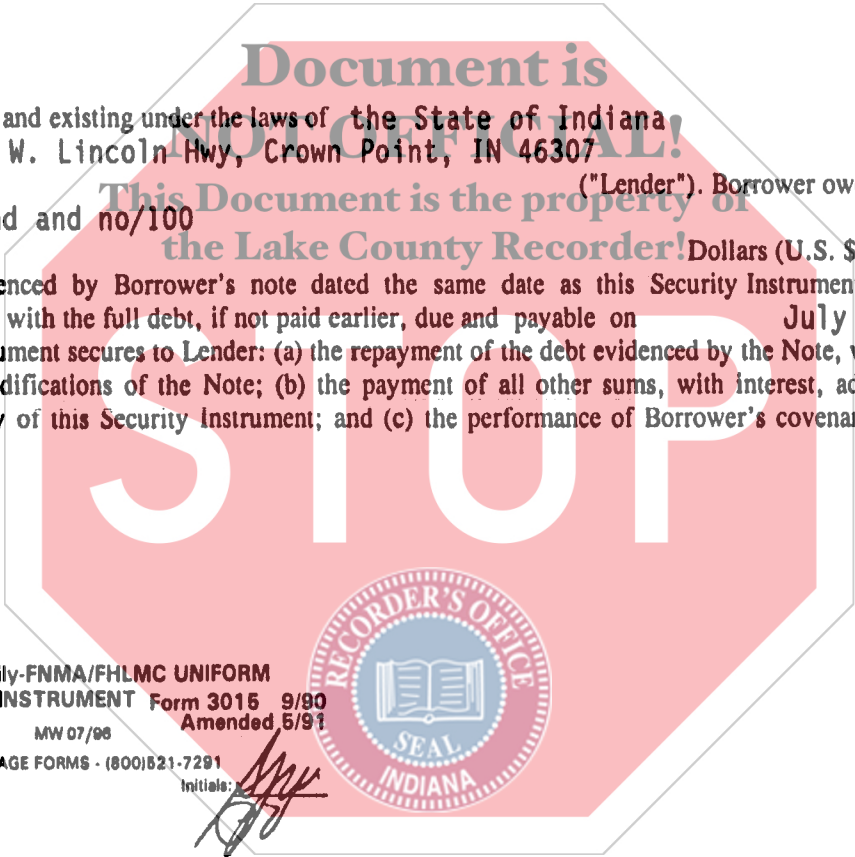 Document is
and existing under the laws of the State of Indiana
NOT OFFICIAL!
W. Lincoln Hwy, Crown Point, IN 46307
("Lender"). Borrower ow
This Document is the property of
d and no/100
the Lake County Recorder!
Dollars (U.S. $
enced by Borrower's note dated the same date as this Security Instrumen
with the full debt, if not paid earlier, due and payable on July
ument secures to Lender: (a) the repayment of the debt evidenced by the Note,
difications of the Note; (b) the payment of all other sums, with interest, ad
y of this Security Instrument; and (c) the performance of Borrower's covenan
STOP
RECORDER'S OFFICE
SEAL
INDIANA
ly-FNMA/FHLMC UNIFORM
INSTRUMENT Form 3015 9/90
Amended 5/91
MW 07/96
AGE FORMS - (800)521-7291
Initials: